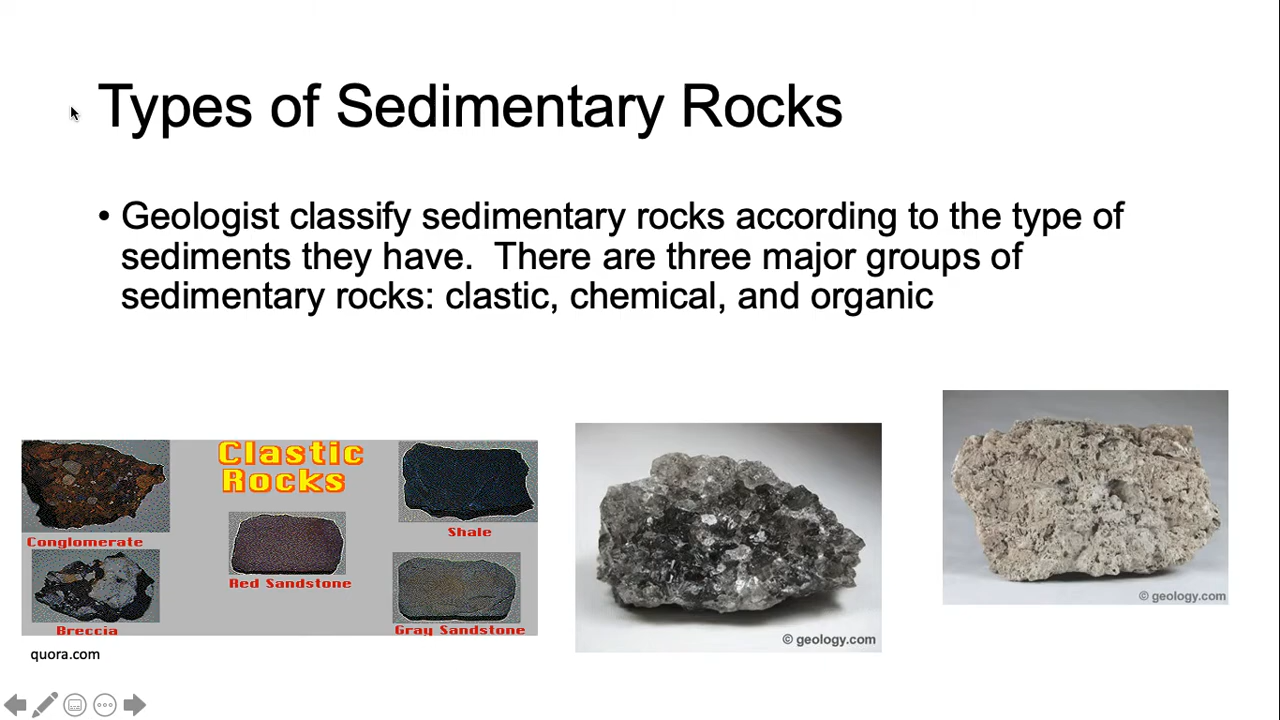 Types of Sedimentary Rocks
• Geologist classify sedimentary rocks according to the type of
sediments they have.  There are three major groups of
sedimentary rocks: clastic, chemical, and organic
Clastic
Rocks
Conglomerate
Shale
Red Sandstone
Breccia
Gray Sandstone
quora.com
© geology.com
© geology.com